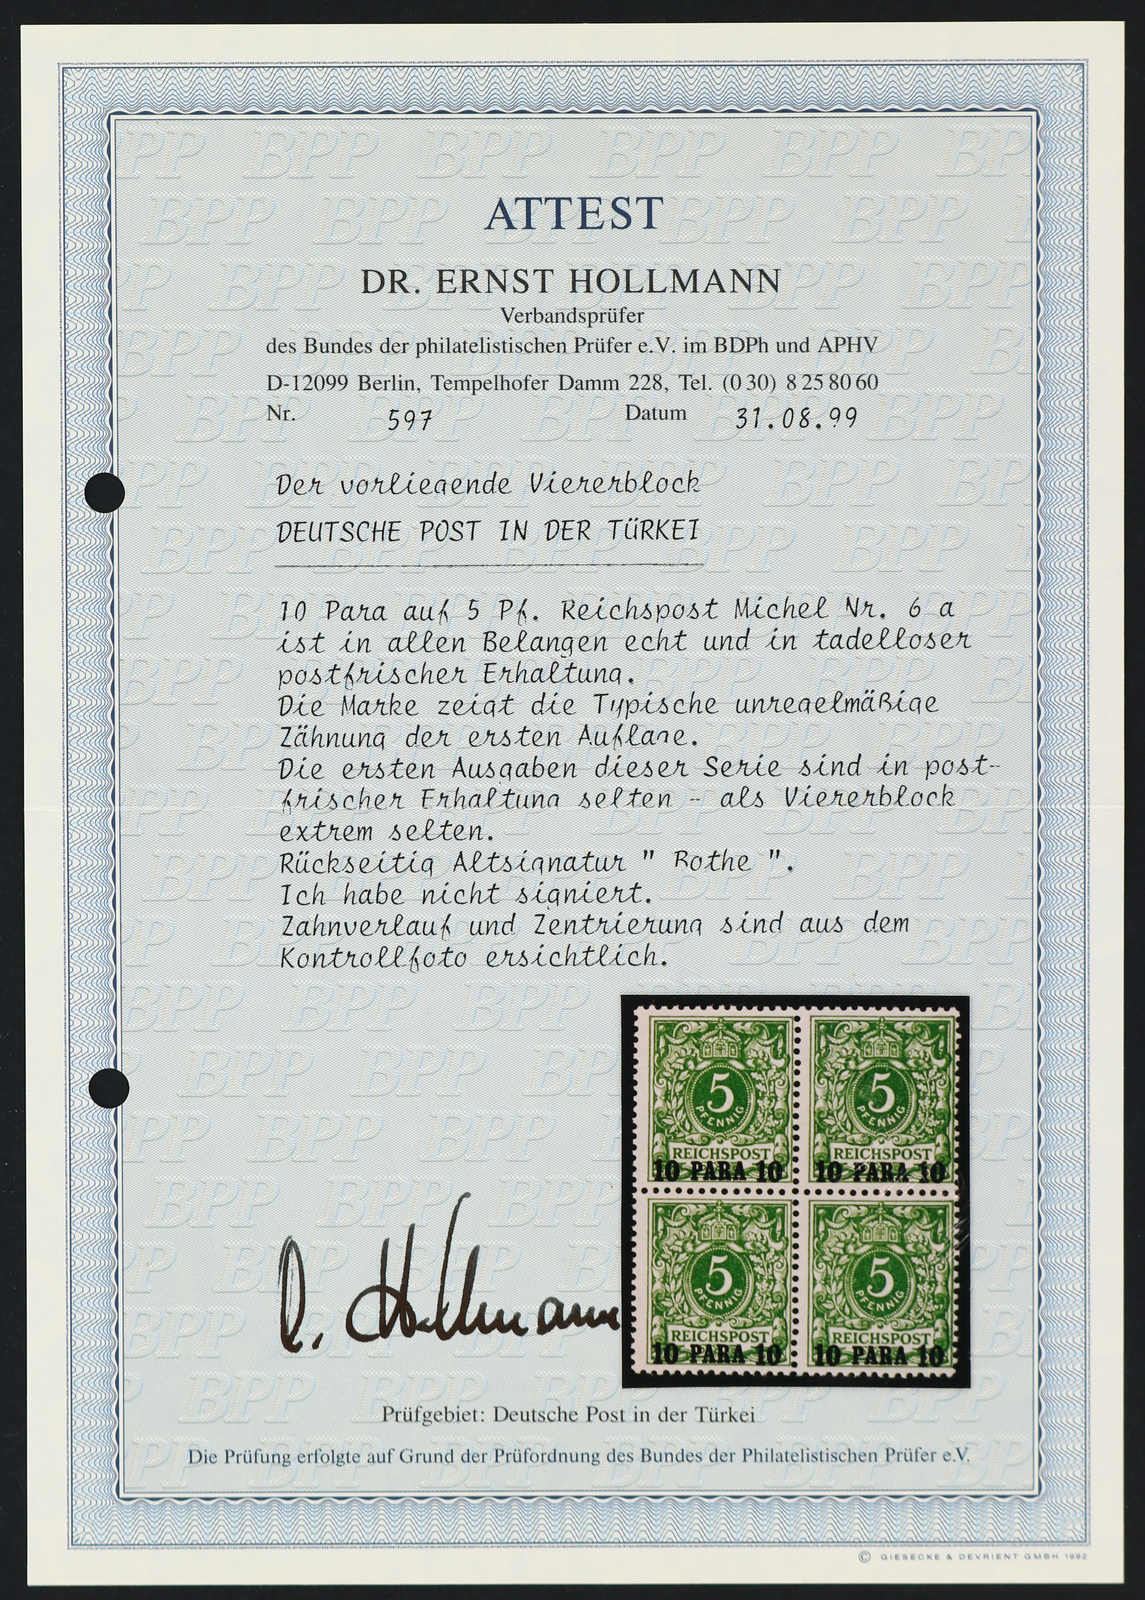 ATTEST
DR. ERNST HOLLMANN
Verbandsprüfer
des Bundes der philatelistischen Prüfer e.V. im BDPh und APHV
D-12099 Berlin, Tempelhofer Damm 228, Tel. (0 30) 8 25 80 60
Nr. 597 Datum 31.08.99
Der vorliegende Viererblock
DEUTSCHE POST IN DER TÜRKEI
10 Para auf 5 Pf. Reichspost Michel Nr. 6 a
ist in allen Belangen echt und in tadelloser
postfrischer Erhaltung.
Die Marke zeigt die Typische unregelmäßige
Zähnung der ersten Auflage.
Die ersten Ausgaben dieser Serie sind in post-
frischer Erhaltung selten - als Viererblock
extrem selten.
Rückseitig Altsignatur " Rothe ".
Ich habe nicht signiert.
Zahnverlauf und Zentrierung sind aus dem
Kontrollfoto ersichtlich.
5 PFENNIG REICHSPOST 10 PARA 10
5 PFENNIG REICHSPOST 10 PARA 10
5 PFENNIG REICHSPOST 10 PARA 10
5 PFENNIG REICHSPOST 10 PARA 10
Hollmann
Prüfgebiet: Deutsche Post in der Türkei
Die Prüfung erfolgte auf Grund der Prüfordnung des Bundes der Philatelistischen Prüfer e.V.
© GIESECKE & DEVRIENT GMBH 1992